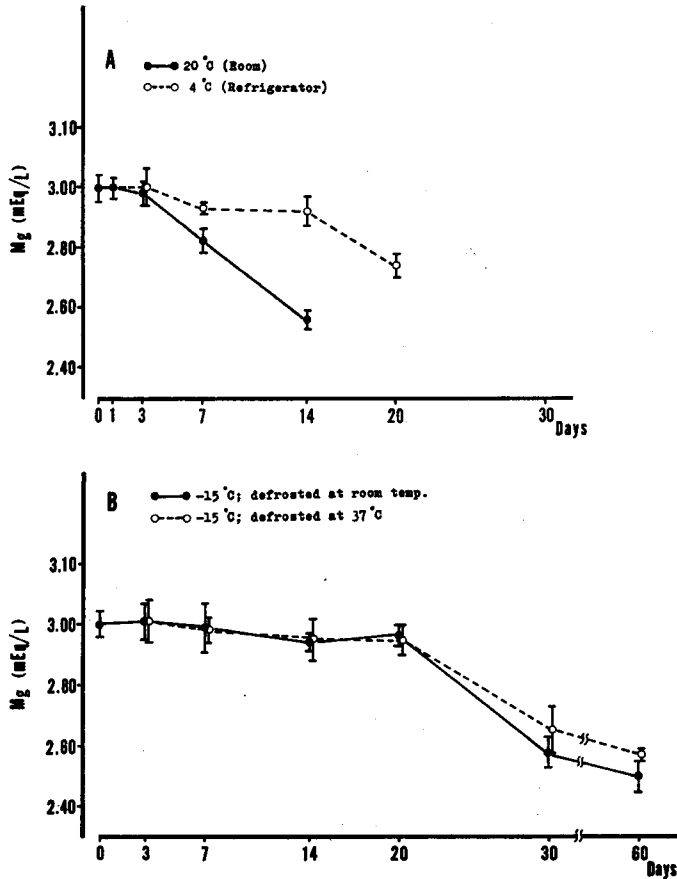 A
20°C (Room)
4°C (Refrigerator)
Mg (mEq/L)
3.10
3.00
2.80
2.60
2.40
0 1 3 7 14 20 30
Days
B
-15°C; defrosted at room temp.
-15°C; defrosted at 37°C
Mg (mEq/L)
3.10
3.00
2.80
2.60
2.40
0 3 7 14 20 30 60
Days